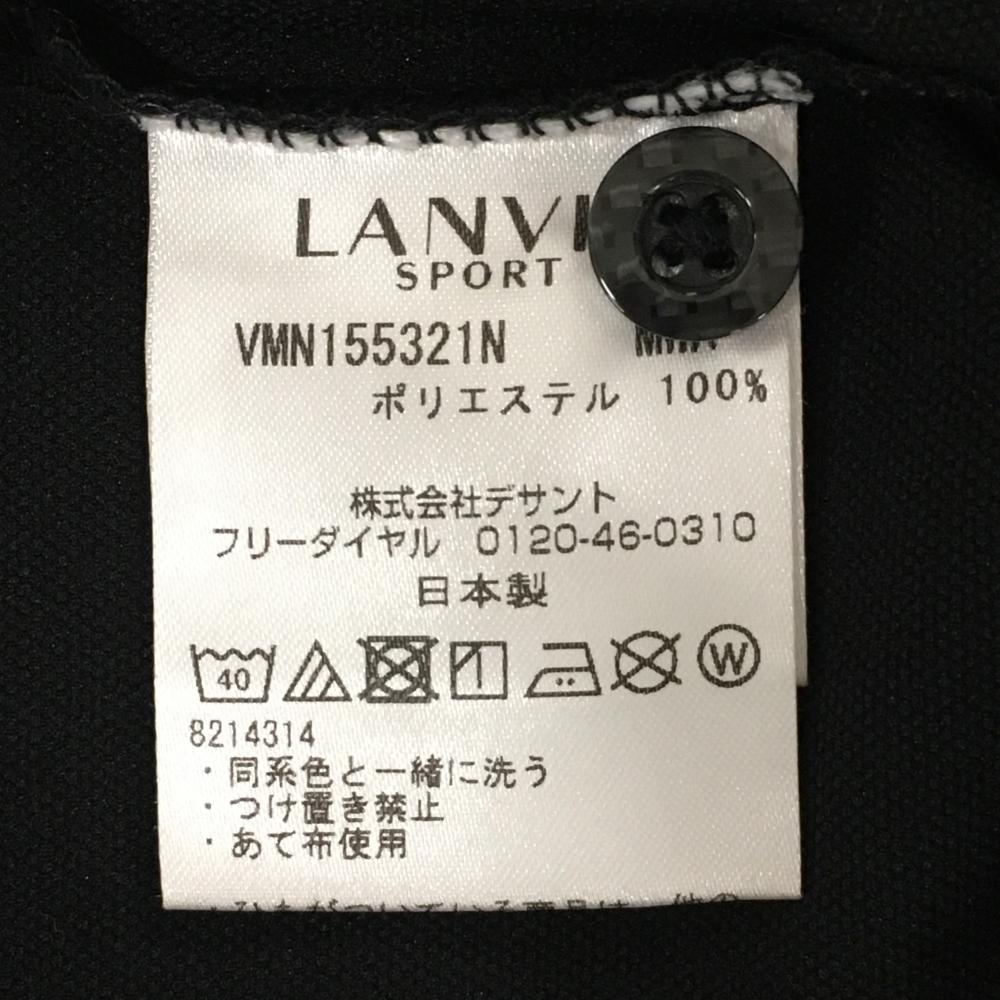 LANV
SPORT
VMN155321N
ポリエステル 100%
株式会社デサント
フリーダイヤル 0120-46-0310
日本製
40 W
8214314
・同系色と一緒に洗う
・つけ置き禁止
・あて布使用